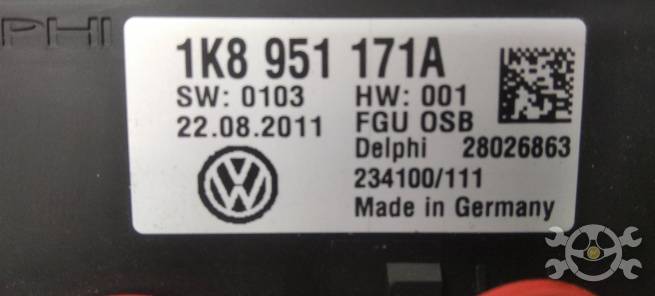 PHI
1K8 951 171A
SW: 0103 HW: 001
22.08.2011 FGU OSB
Delphi 28026863
234100/111
Made in Germany